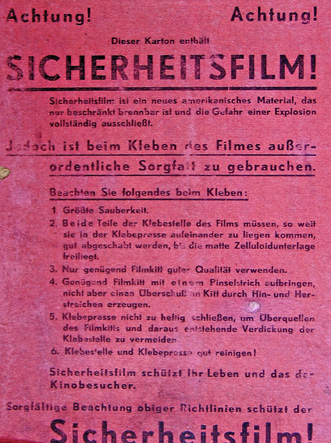 Achtung! Achtung!
Dieser Karton enthält
SICHERHEITSFILM!
Sicherheitsfilm ist ein neues amerikanisches Material, das
nur beschränkt brennbar ist und die Gefahr einer Explosion
vollständig ausschließt.
Jedoch ist beim Kleben des Filmes außer-
ordentliche Sorgfalt zu gebrauchen.
Beachten Sie folgendes beim Kleben:
1 Größte Sauberkeit.
2. Beide Teile der Klebestelle des Films müssen, so weit
sie in der Klebepresse aufeinander zu liegen kommen,
gut abgeschabt werden, bis die matte Zelluloidunterlage
freiliegt.
3. Nur genügend Filmkitt guter Qualität verwenden.
4. Genügend Filmkitt mit einem Pinselstrich aufbringen,
nicht aber einen Überschuß an Kitt durch Hin- und Her-
streichen erzeugen.
5. Klebepresse nicht zu heftig schließen, um Überquellen
des Filmkitts und daraus entstehende Verdickung der
Klebestelle zu vermeiden
6. Klebestelle und Klebepresse gut reinigen!
Sicherheitsfilm schützt Ihr Leben und das der
Kinobesucher.
Sorgfältige Beachtung obiger Richtlinien schützt der
Sicherheitsfilm!